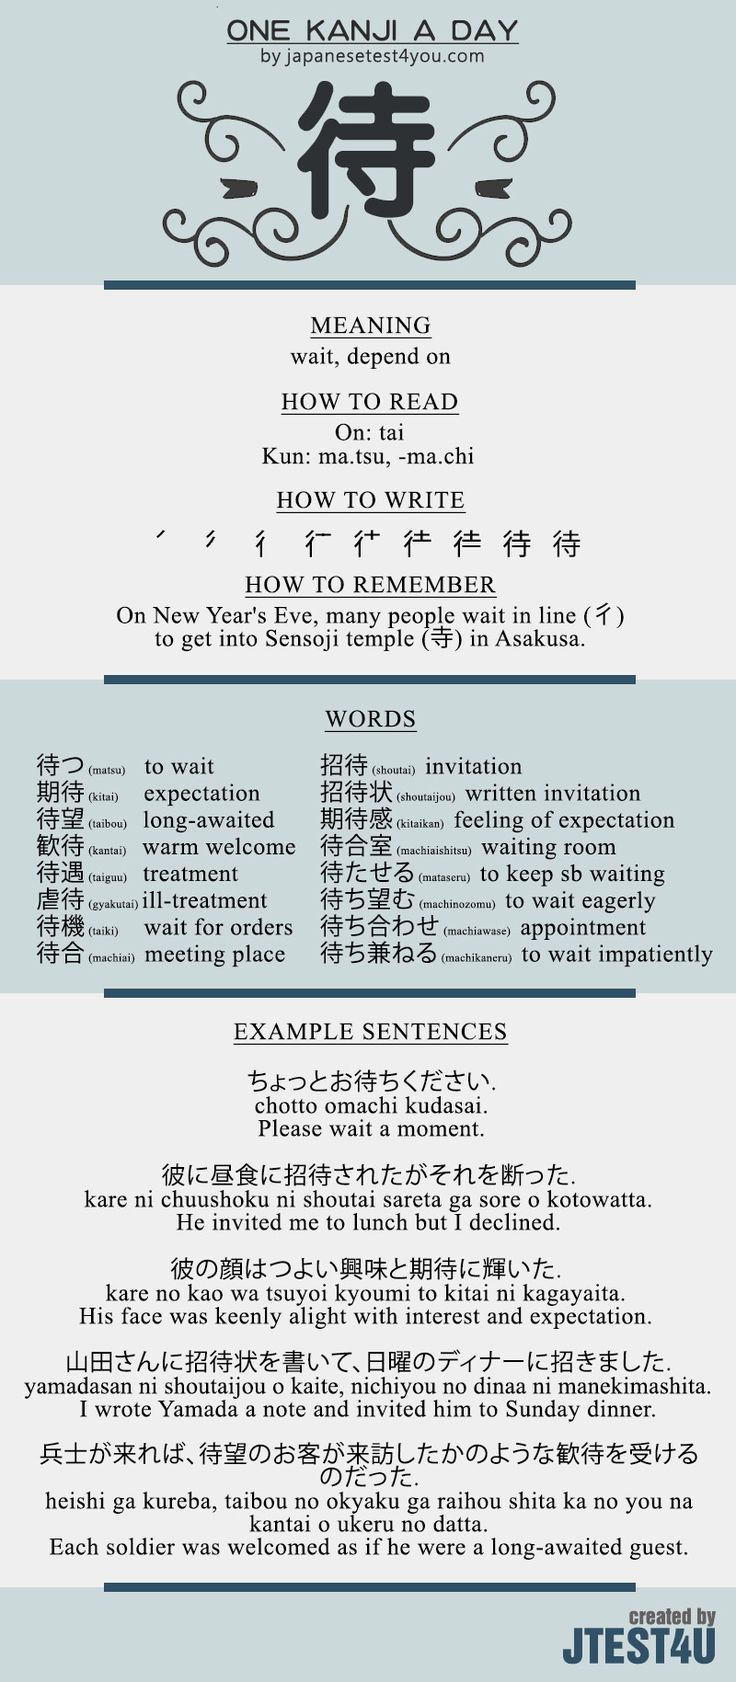 ONE KANJI A DAY
by japanesetest4you.com
待
MEANING
wait, depend on
HOW TO READ
On: tai
Kun: ma.tsu, -ma.chi
HOW TO WRITE
待
HOW TO REMEMBER
On New Year's Eve, many people wait in line (彳)
to get into Sensoji temple (寺) in Asakusa.
WORDS
待つ (matsu) to wait
期待 (kitai) expectation
待望 (taibou) long-awaited
歓待 (kantai) warm welcome
待遇 (taiguu) treatment
虐待 (gyakutai) ill-treatment
待機 (taiki) wait for orders
待合 (machiai) meeting place
招待 (shoutai) invitation
招待状 (shoutaijou) written invitation
期待感 (kitaikan) feeling of expectation
待合室 (machiaishitsu) waiting room
待たせる (mataseru) to keep sb waiting
待ち望む (machinozomu) to wait eagerly
待ち合わせ (machiawase) appointment
待ち兼ねる (machikaneru) to wait impatiently
EXAMPLE SENTENCES
ちょっとお待ちください.
chotto omachi kudasai.
Please wait a moment.
彼に昼食に招待されたがそれを断った.
kare ni chuushoku ni shoutai sareta ga sore o kotowatta.
He invited me to lunch but I declined.
彼の顔はつよい興味と期待に輝いた.
kare no kao wa tsuyoi kyoumi to kitai ni kagayaita.
His face was keenly alight with interest and expectation.
山田さんに招待状を書いて、日曜のディナーに招きました.
yamadasan ni shoutaijou o kaite, nichiyou no dinaa ni manekimashita.
I wrote Yamada a note and invited him to Sunday dinner.
兵士が来れば、待望のお客が来訪したかのような歓待を受ける
のだった.
heishi ga kureba, taibou no okyaku ga raihou shita ka no you na
kantai o ukeru no datta.
Each soldier was welcomed as if he were a long-awaited guest.
created by
JTEST4U